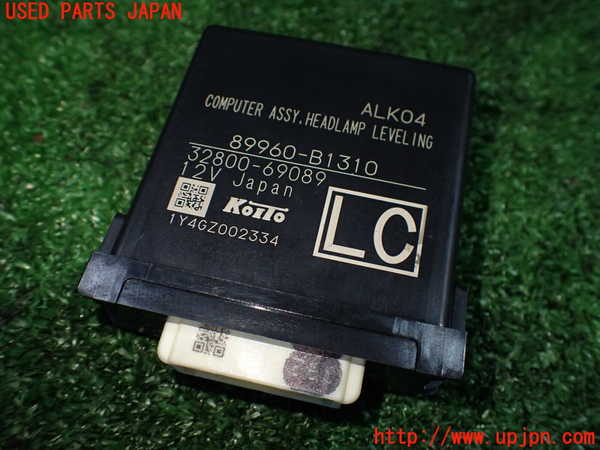 USED PARTS JAPAN
ALK04
COMPUTER ASSY, HEADLAMP LEVELING
89960-B1310
32800-69089
12V Japan
KOITO
1Y4GZ002334
LC
http://www.upjpn.com/